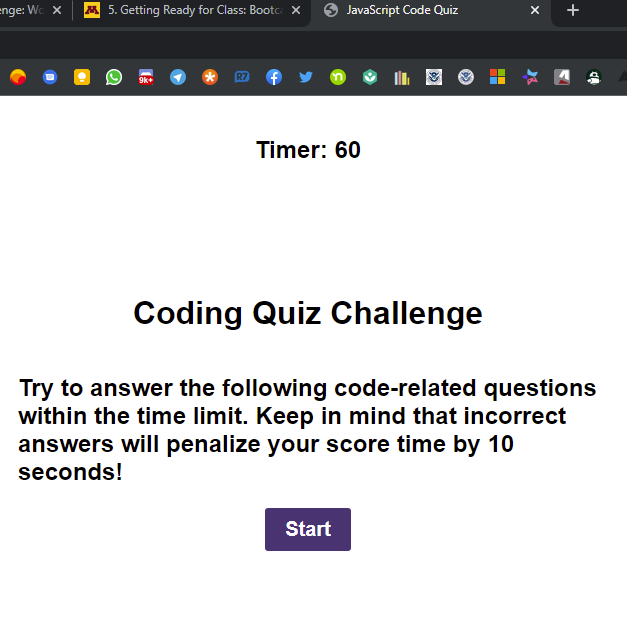 enge: Wo
5. Getting Ready for Class: Bootc
JavaScript Code Quiz
9k+
Timer: 60
Coding Quiz Challenge
Try to answer the following code-related questions
within the time limit. Keep in mind that incorrect
answers will penalize your score time by 10
seconds!
Start